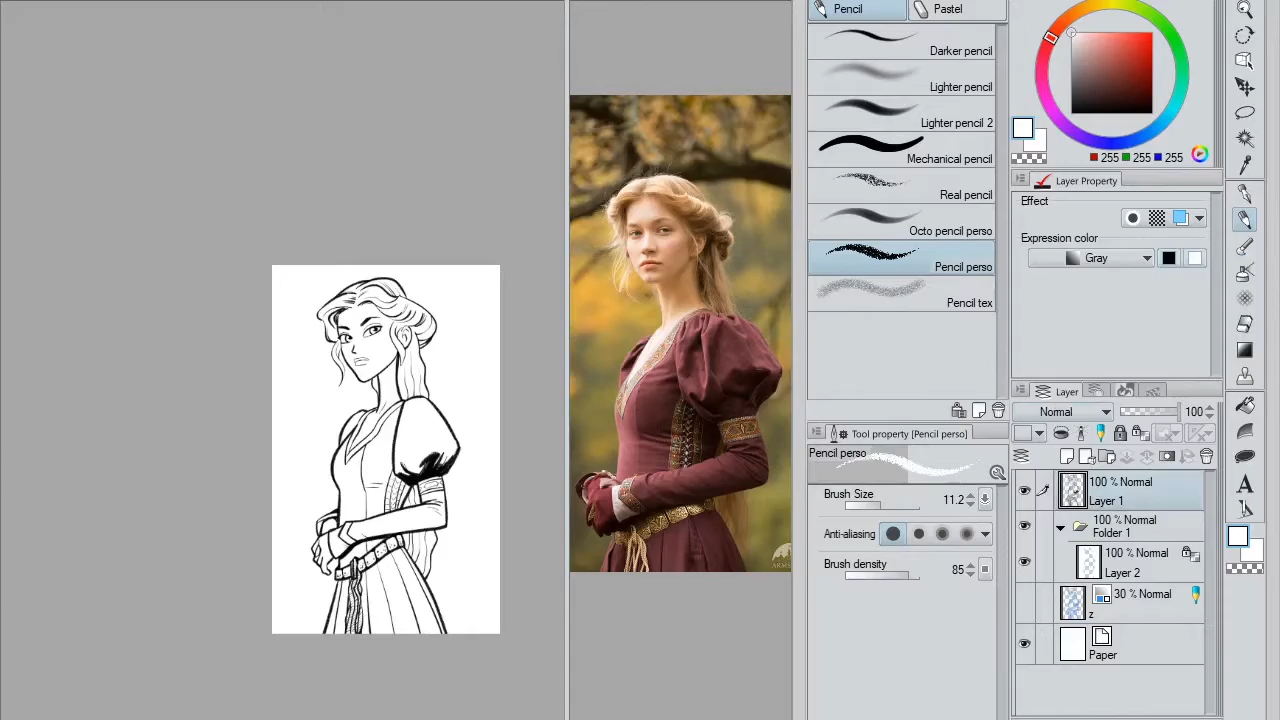 Pencil
Pastel
Darker pencil
Lighter pencil
Lighter pencil 2
Mechanical pencil
Real pencil
Octo pencil perso
Pencil perso
Pencil tex
255 255 255
Layer Property
Effect
Expression color
Gray
Layer
Normal 100
100 % Normal
Layer 1
100 % Normal
Folder 1
100 % Normal
Layer 2
30 % Normal
z
Paper
Tool property [Pencil perso]
Pencil perso
Brush Size 11.2
Anti-aliasing
Brush density 85
ARMS
A